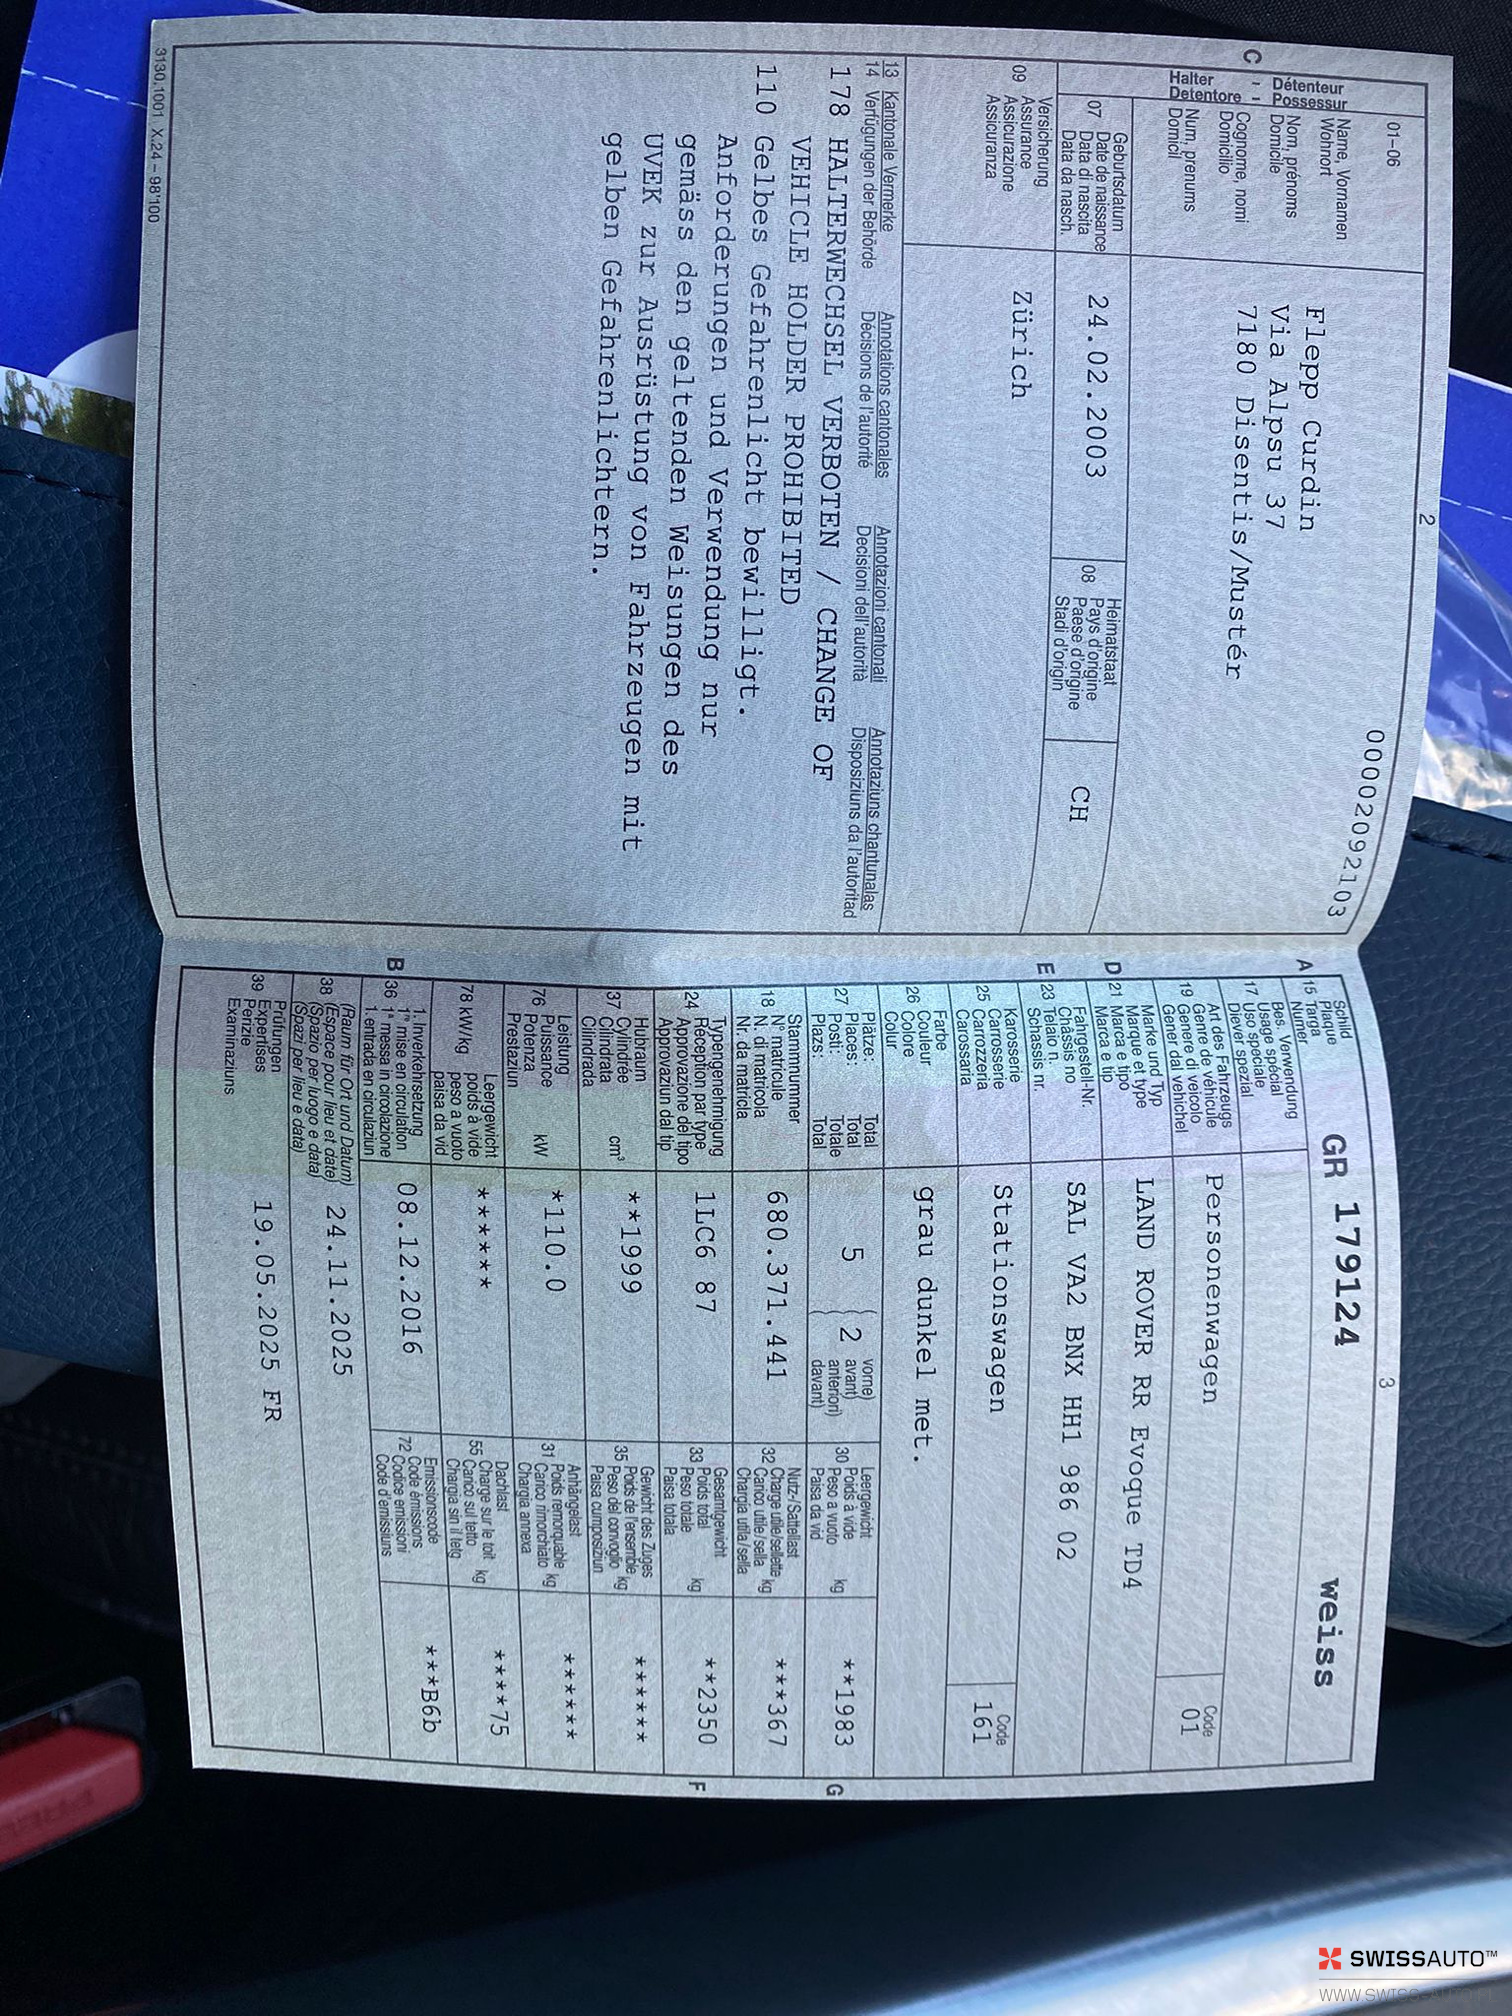 2
00002092103
01-06
C
Détenteur
Possessur
Halter
Detentore
Name, Vornamen
Wohnort
Nom, prénoms
Domicile
Cognome, nomi
Domicilio
Num, prenums
Domicil
Flepp Curdin
Via Alpsu 37
7180 Disentis/Mustér
07
Geburtsdatum
Date de naissance
Data di nascita
Data da nasch.
24.02.2003
08
Heimatstaat
Pays d'origine
Paese d'origine
Stadi d'origin
CH
09
Versicherung
Assurance
Assicurazione
Assicuranza
Zürich
13 Kantonale Vermerke Annotations cantonales Annotazioni cantonali Annotaziuns chantunalas
14 Verfügungen der Behörde Décisions de l'autorité Decisioni dell'autorità Disposiziuns da l'autoritad
178 HALTERWECHSEL VERBOTEN / CHANGE OF
VEHICLE HOLDER PROHIBITED
110 Gelbes Gefahrenlicht bewilligt.
Anforderungen und Verwendung nur
gemäss den geltenden Weisungen des
UVEK zur Ausrüstung von Fahrzeugen mit
gelben Gefahrenlichtern.
3130.100.1 X.24 – 98'100
3
A 15
Schild
Plaque
Targa
Numer
GR 179124 weiss
17
Bes. Verwendung
Usage spécial
Uso speciale
Diever spezial
19
Art des Fahrzeugs
Genre de véhicule
Genere di veicolo
Gener dal vehichel
Personenwagen
Code
01
D 21
Marke und Typ
Marque et type
Marca e tipo
Marca e tip
LAND ROVER RR Evoque TD4
E 23
Fahrgestell-Nr.
Châssis no
Telaio n.
Schassis nr.
SAL VA2 BNX HH1 986 02
25
Karosserie
Carosserie
Carrozzeria
Carossaria
Stationswagen
Code
161
26
Farbe
Couleur
Colore
Colur
grau dunkel met.
27
Plätze: Total
Places: Total
Posti: Totale
Plazs: Total
5
2
vorne)
avant)
anteriori)
davant)
30
Leergewicht
Poids à vide
Peso a vuoto
Paisa da vid
kg
**1983
G
18
Stammnummer
N° matricule
N. di matricola
Nr. da matricla
680.371.441
32
Nutz-/Sattellast
Charge utile/sellette
Carico utile/sella
Chargia utila/sella
kg
***367
24
Typengenehmigung
Réception par type
Approvazione del tipo
Approvaziun dal tip
1LC6 87
33
Gesamtgewicht
Poids total
Peso totale
Paisa totala
kg
**2350
F
37
Hubraum
Cylindrée
Cilindrata
Cilindrada
cm³
**1999
35
Gewicht des Zuges
Poids de l'ensemble
Peso del convoglio
Paisa cumposiziun
kg
******
76
Leistung
Puissance
Potenza
Prestaziun
kW
*110.0
31
Anhängelast
Poids remorquable
Carico rimorchiato
Chargia annexa
kg
******
78 kW/kg
Leergewicht
poids à vide
peso a vuoto
paisa da vid
******
55
Dachlast
Charge sur le toit
Carico sul tetto
Chargia sin il tetg
kg
****75
B 36
1. Inverkehrsetzung
1re mise en circulation
1a messa in circolazione
1. entrada en circulaziun
08.12.2016
72
Emissionscode
Code émissions
Codice emissioni
Code d'emissiuns
***B6b
38
(Raum für Ort und Datum)
(Espace pour lieu et date)
(Spazio per luogo e data)
(Spazi per lieu e data)
24.11.2025
39
Prüfungen
Expertises
Perizie
Examinaziuns
19.05.2025 FR
SWISSAUTO™